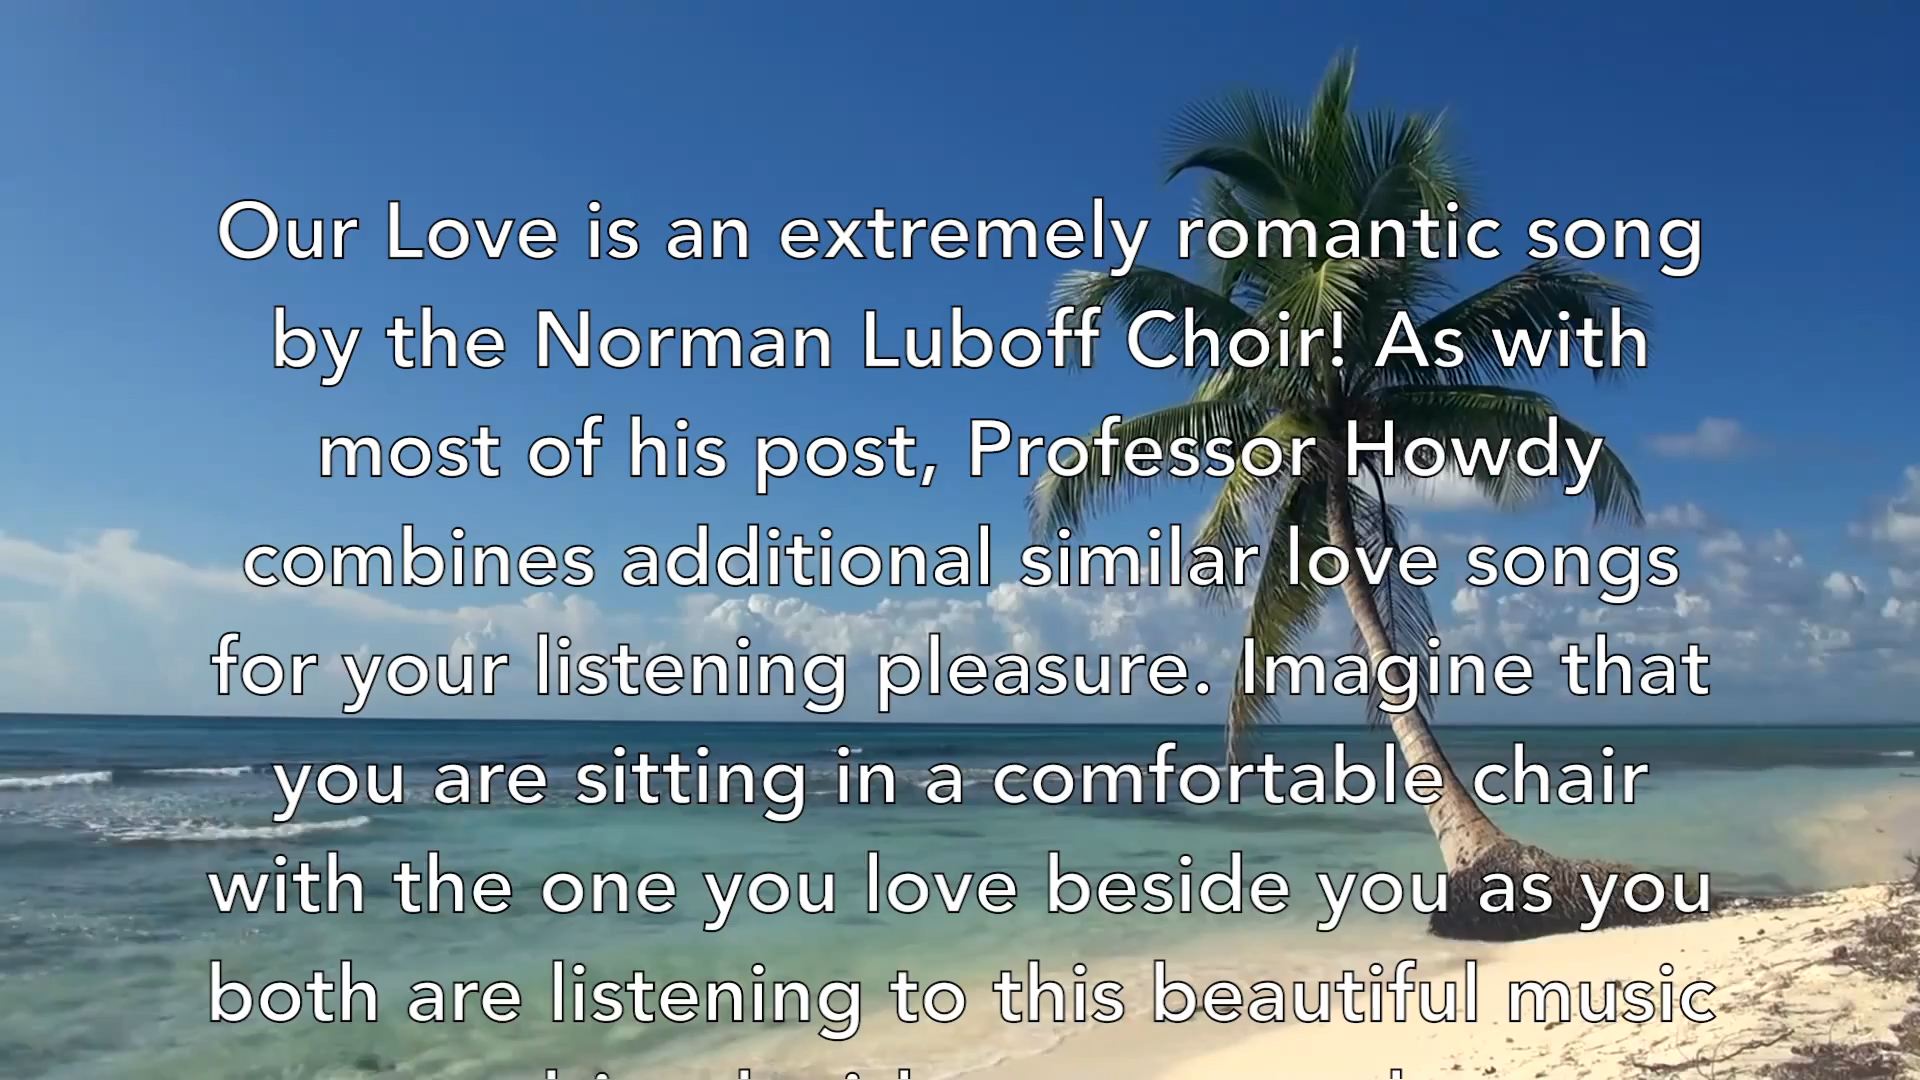 Our Love is an extremely romantic song
by the Norman Luboff Choir! As with
most of his post, Professor Howdy
combines additional similar love songs
for your listening pleasure. Imagine that
you are sitting in a comfortable chair
with the one you love beside you as you
both are listening to this beautiful music